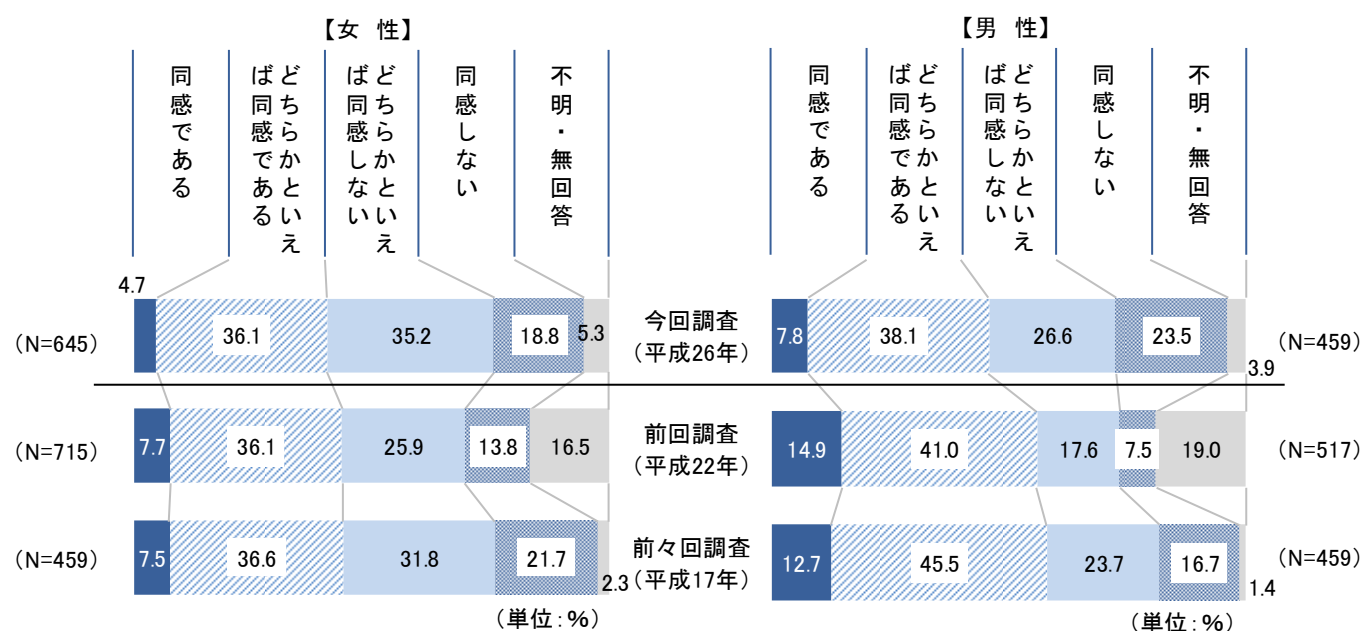 【女 性】
同感である
どちらかといえ
ば同感である
どちらかといえ
ば同感しない
同感しない
不明・無回答
【男 性】
同感である
どちらかといえ
ば同感である
どちらかといえ
ば同感しない
同感しない
不明・無回答
(N=645)
4.7
36.1
35.2
18.8
5.3
今回調査
(平成26年)
7.8
38.1
26.6
23.5
3.9
(N=459)
(N=715)
7.7
36.1
25.9
13.8
16.5
前回調査
(平成22年)
14.9
41.0
17.6
7.5
19.0
(N=517)
(N=459)
7.5
36.6
31.8
21.7
2.3
前々回調査
(平成17年)
12.7
45.5
23.7
16.7
1.4
(N=459)
(単位:%)
(単位:%)